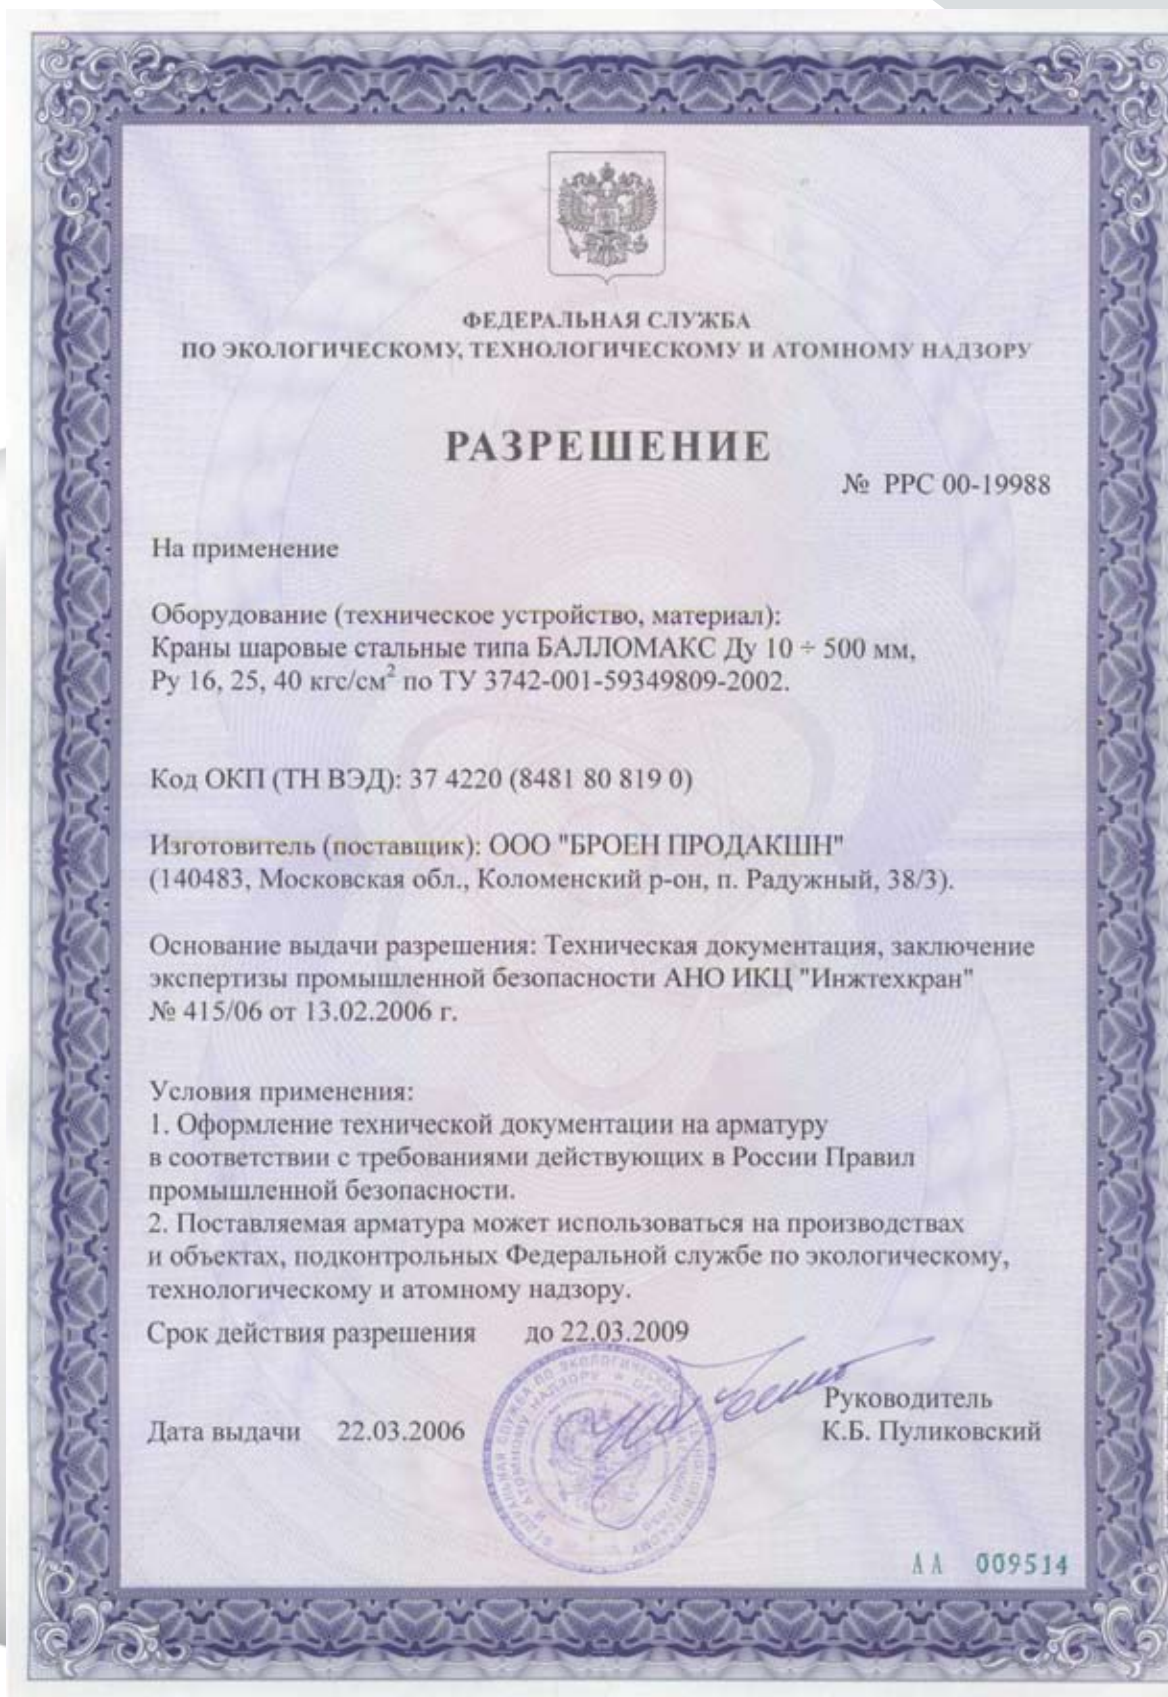 ФЕДЕРАЛЬНАЯ СЛУЖБА
ПО ЭКОЛОГИЧЕСКОМУ, ТЕХНОЛОГИЧЕСКОМУ И АТОМНОМУ НАДЗОРУ
РАЗРЕШЕНИЕ
№ РРС 00-19988
На применение
Оборудование (техническое устройство, материал):
Краны шаровые стальные типа БАЛЛОМАКС Ду 10 ÷ 500 мм,
Ру 16, 25, 40 кгс/см² по ТУ 3742-001-59349809-2002.
Код ОКП (ТН ВЭД): 37 4220 (8481 80 819 0)
Изготовитель (поставщик): ООО "БРОЕН ПРОДАКШН"
(140483, Московская обл., Коломенский р-он, п. Радужный, 38/3).
Основание выдачи разрешения: Техническая документация, заключение
экспертизы промышленной безопасности АНО ИКЦ "Инжтехкран"
№ 415/06 от 13.02.2006 г.
Условия применения:
1. Оформление технической документации на арматуру
в соответствии с требованиями действующих в России Правил
промышленной безопасности.
2. Поставляемая арматура может использоваться на производствах
и объектах, подконтрольных Федеральной службе по экологическому,
технологическому и атомному надзору.
Срок действия разрешения до 22.03.2009
Руководитель
Дата выдачи 22.03.2006 К.Б. Пуликовский
АА 009514